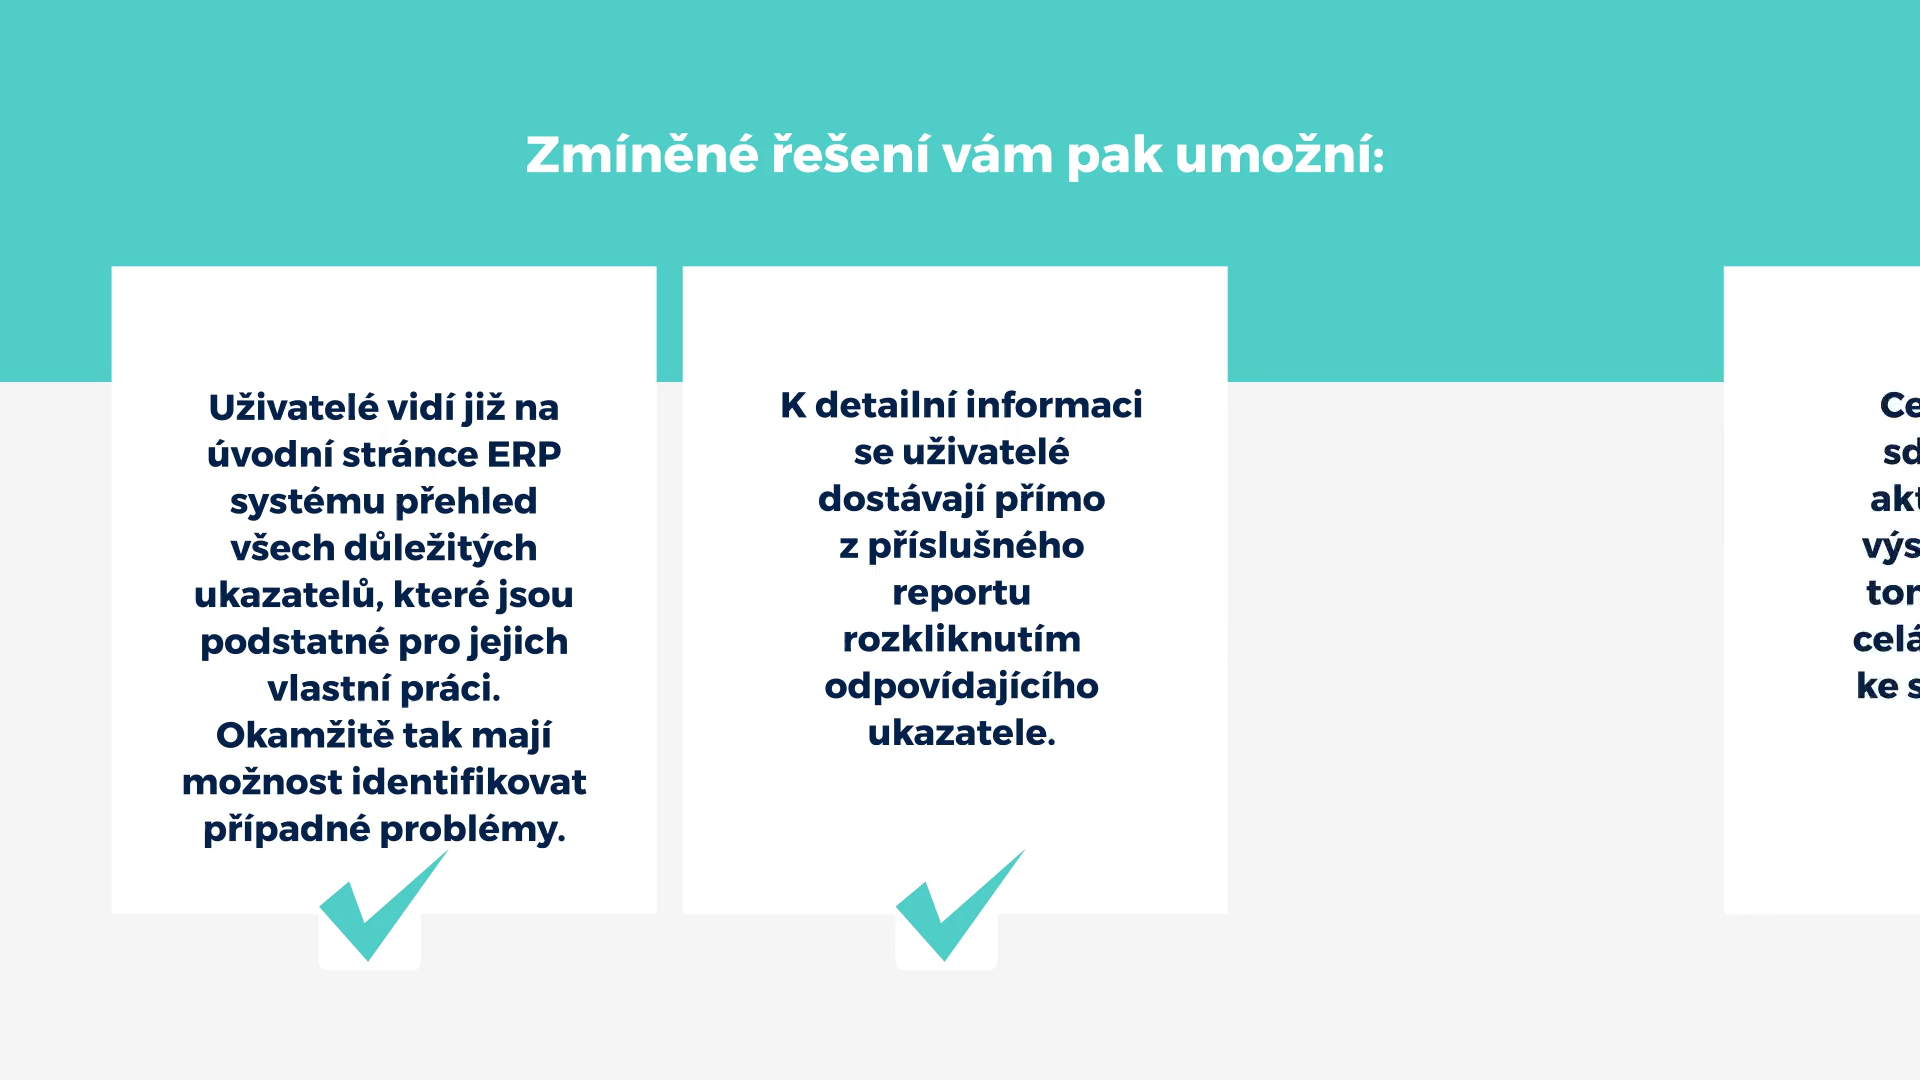 Zmíněné řešení vám pak umožní:
Uživatelé vidí již na
úvodní stránce ERP
systému přehled
všech důležitých
ukazatelů, které jsou
podstatné pro jejich
vlastní práci.
Okamžitě tak mají
možnost identifikovat
případné problémy.
K detailní informaci
se uživatelé
dostávají přímo
z příslušného
reportu
rozkliknutím
odpovídajícího
ukazatele.
ke